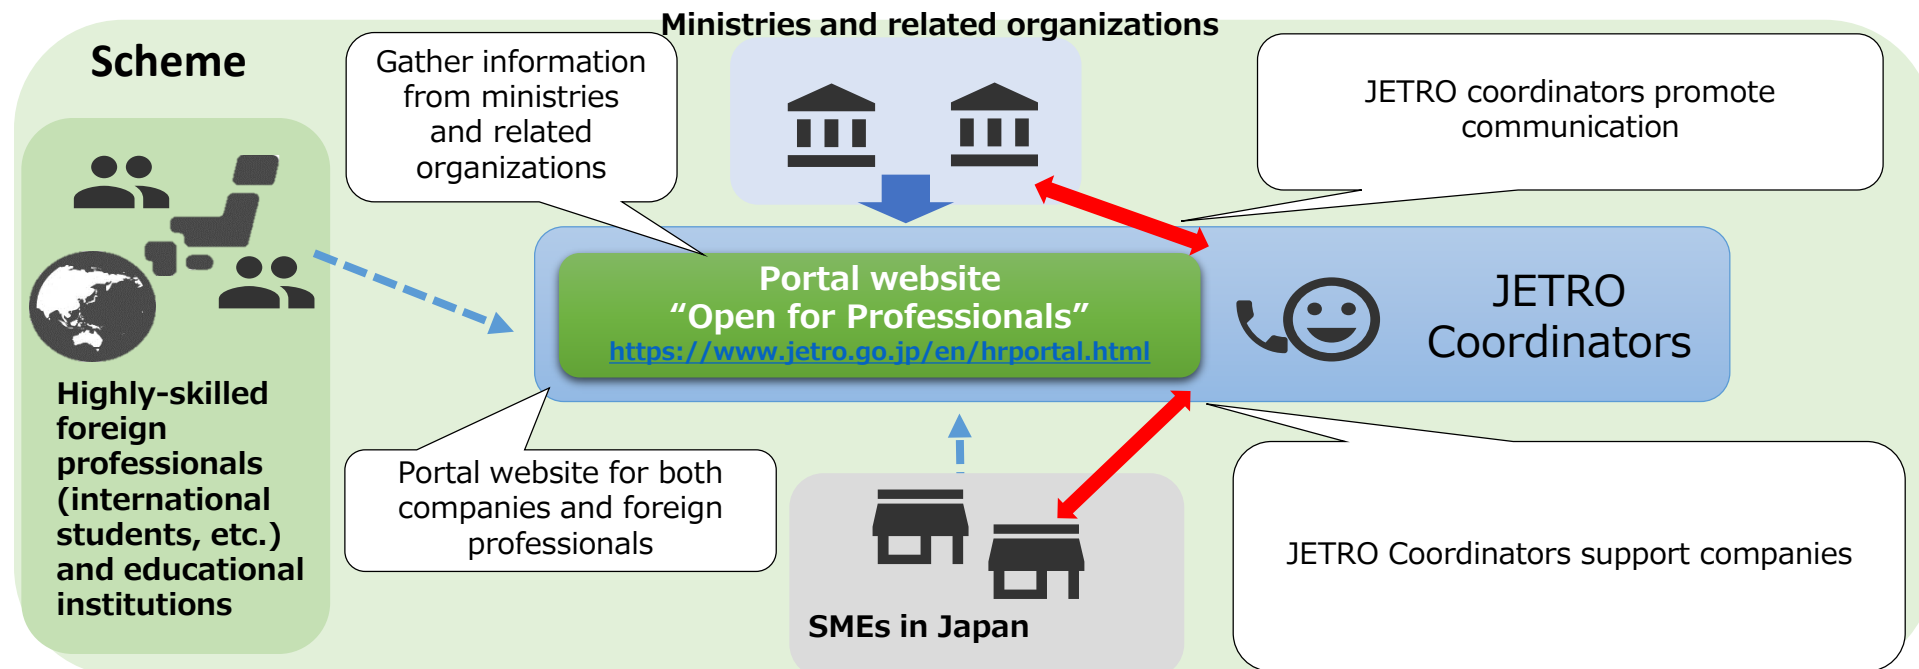 Ministries and related organizations
Scheme
Gather information
from ministries
and related
organizations
JETRO coordinators promote
communication
Portal website
“Open for Professionals”
https://www.jetro.go.jp/en/hrportal.html
JETRO
Coordinators
Highly-skilled
foreign
professionals
(international
students, etc.)
and educational
institutions
Portal website for both
companies and foreign
professionals
SMEs in Japan
JETRO Coordinators support companies